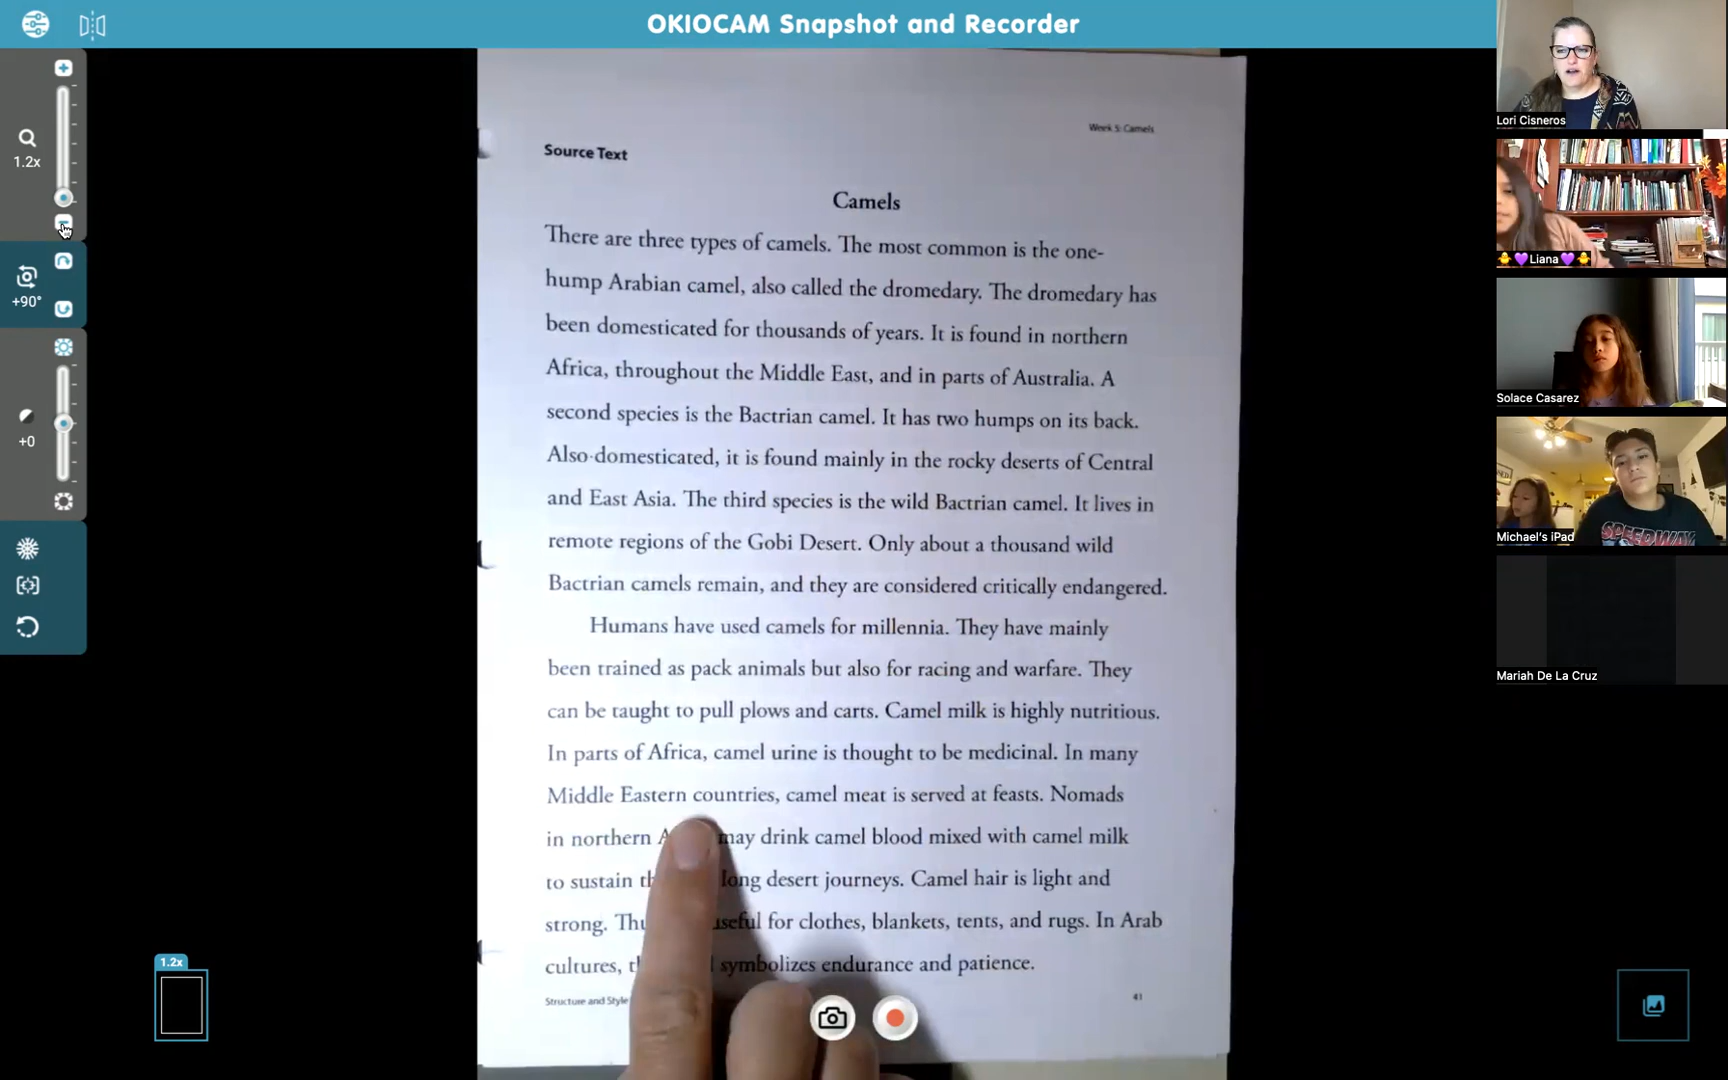 OKIOCAM Snapshot and Recorder
1.2x
+90°
+0
1.2x
Week 5: Camels
Source Text
Camels
There are three types of camels. The most common is the one-
hump Arabian camel, also called the dromedary. The dromedary has
been domesticated for thousands of years. It is found in northern
Africa, throughout the Middle East, and in parts of Australia. A
second species is the Bactrian camel. It has two humps on its back.
Also domesticated, it is found mainly in the rocky deserts of Central
and East Asia. The third species is the wild Bactrian camel. It lives in
remote regions of the Gobi Desert. Only about a thousand wild
Bactrian camels remain, and they are considered critically endangered.
Humans have used camels for millennia. They have mainly
been trained as pack animals but also for racing and warfare. They
can be taught to pull plows and carts. Camel milk is highly nutritious.
In parts of Africa, camel urine is thought to be medicinal. In many
Middle Eastern countries, camel meat is served at feasts. Nomads
in northern may drink camel blood mixed with camel milk
to sustain long desert journeys. Camel hair is light and
strong. useful for clothes, blankets, tents, and rugs. In Arab
cultures, symbolizes endurance and patience.
Structure and Style
41
Lori Cisneros
Liana
Solace Casarez
SPEEDWAY
Michael's iPad
Mariah De La Cruz